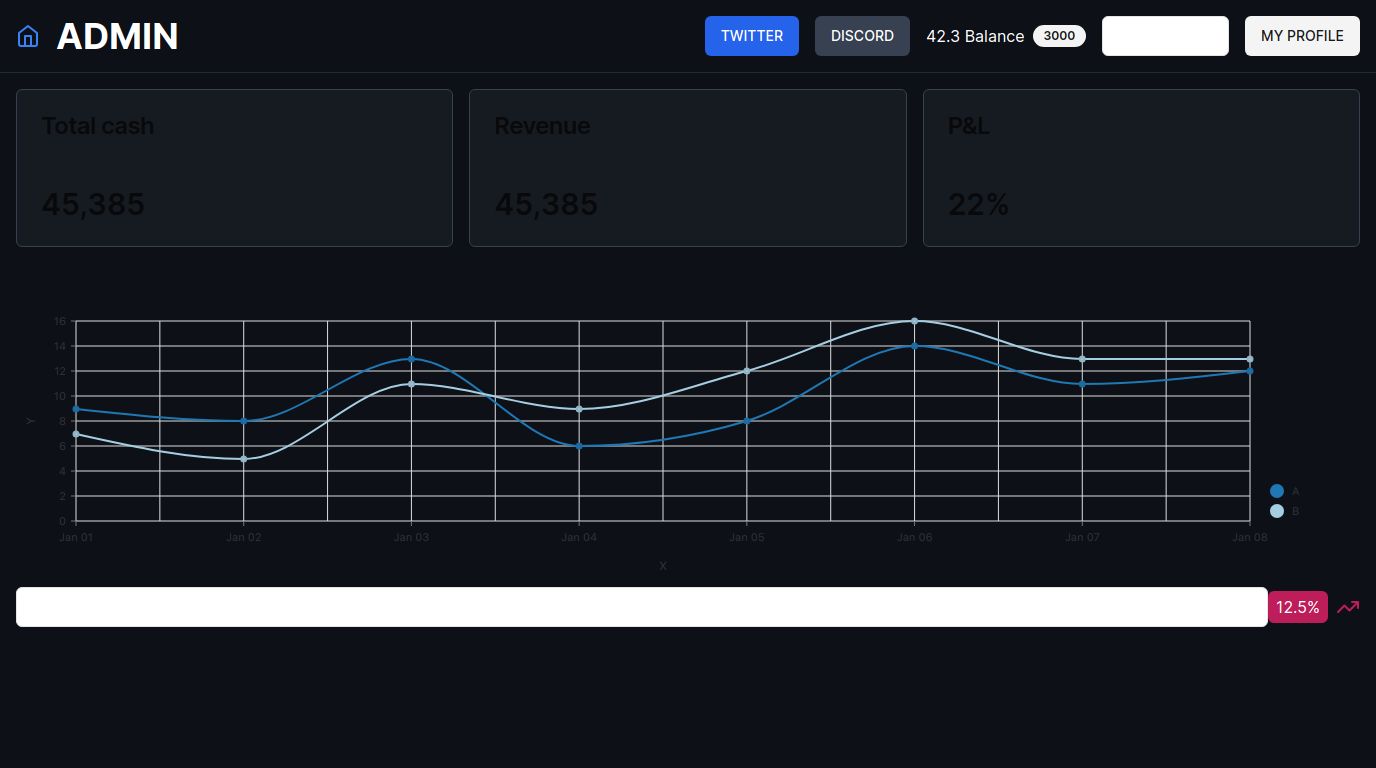 ADMIN
TWITTER
DISCORD
42.3 Balance
3000
MY PROFILE
Total cash
45,385
Revenue
45,385
P&L
22%
16
14
12
10
8
6
4
2
0
Y
Jan 01
Jan 02
Jan 03
Jan 04
Jan 05
Jan 06
Jan 07
Jan 08
X
A
B
12.5%